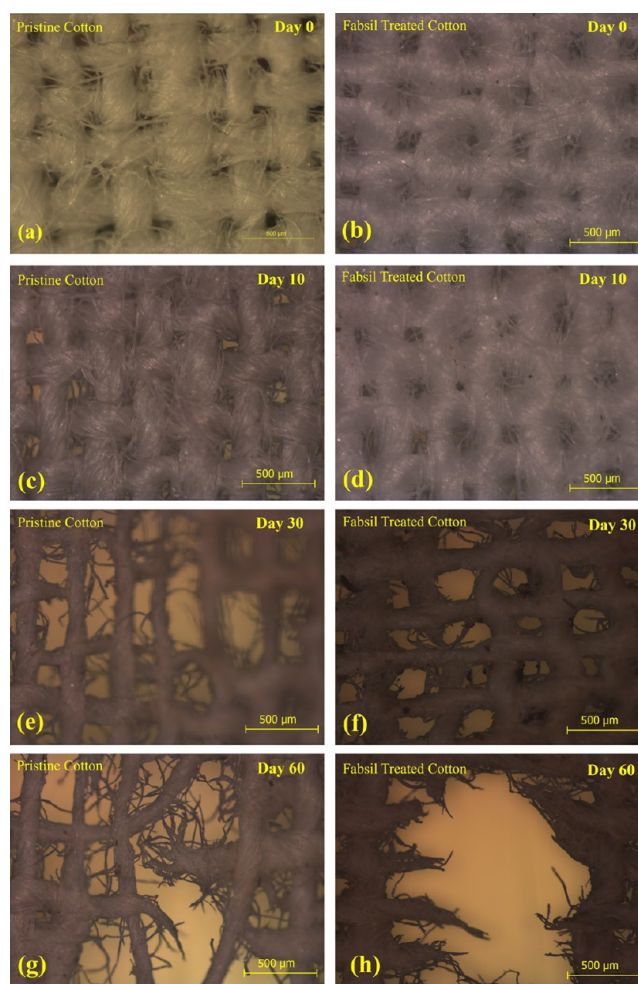 Pristine Cotton Day 0
500 µm
(a)
Fabsil Treated Cotton Day 0
500 µm
(b)
Pristine Cotton Day 10
500 µm
(c)
Fabsil Treated Cotton Day 10
500 µm
(d)
Pristine Cotton Day 30
500 µm
(e)
Fabsil Treated Cotton Day 30
500 µm
(f)
Pristine Cotton Day 60
500 µm
(g)
Fabsil Treated Cotton Day 60
500 µm
(h)